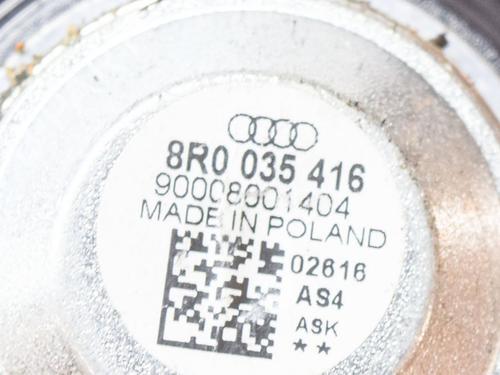 8R0 035 416
90008001404
MADE IN POLAND
02616
AS4
ASK
**